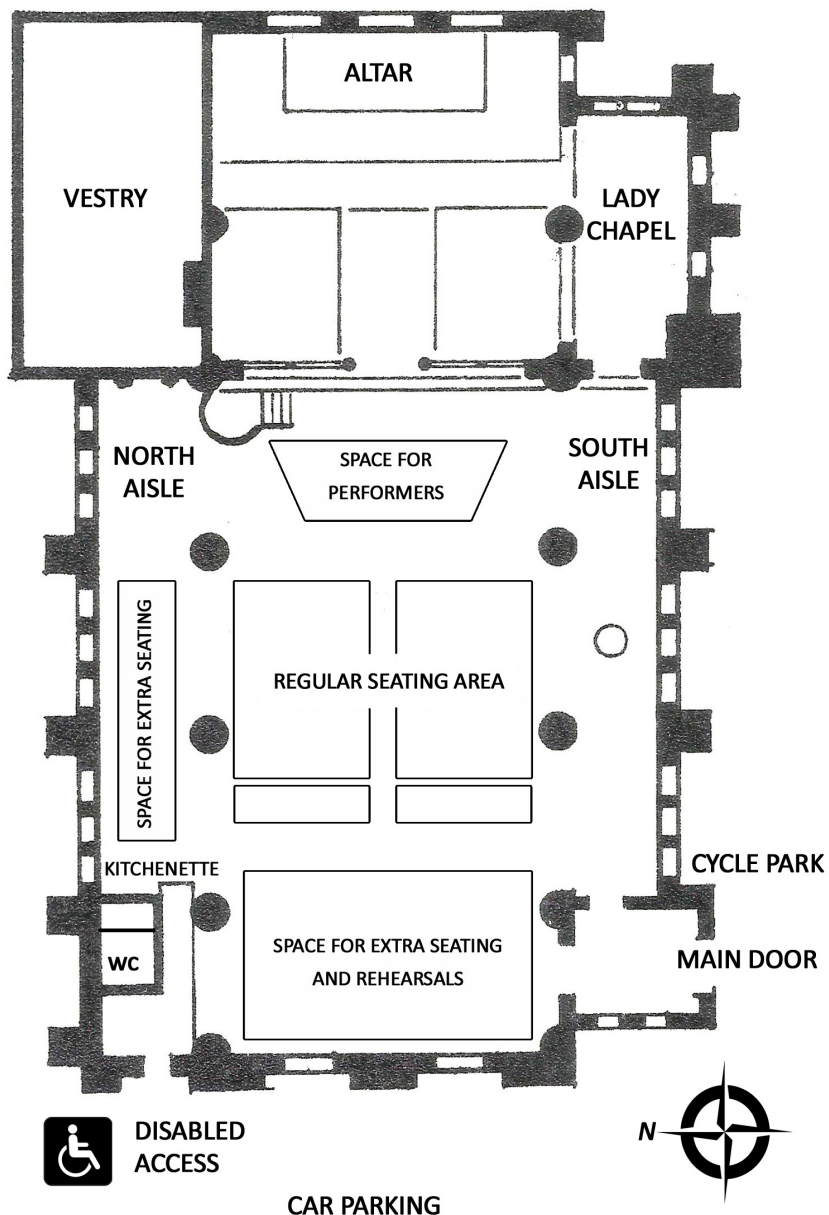 ALTAR
VESTRY
LADY
CHAPEL
NORTH
AISLE
SPACE FOR
PERFORMERS
SOUTH
AISLE
SPACE FOR EXTRA SEATING
REGULAR SEATING AREA
KITCHENETTE
CYCLE PARK
WC
SPACE FOR EXTRA SEATING
AND REHEARSALS
MAIN DOOR
N
DISABLED
ACCESS
CAR PARKING